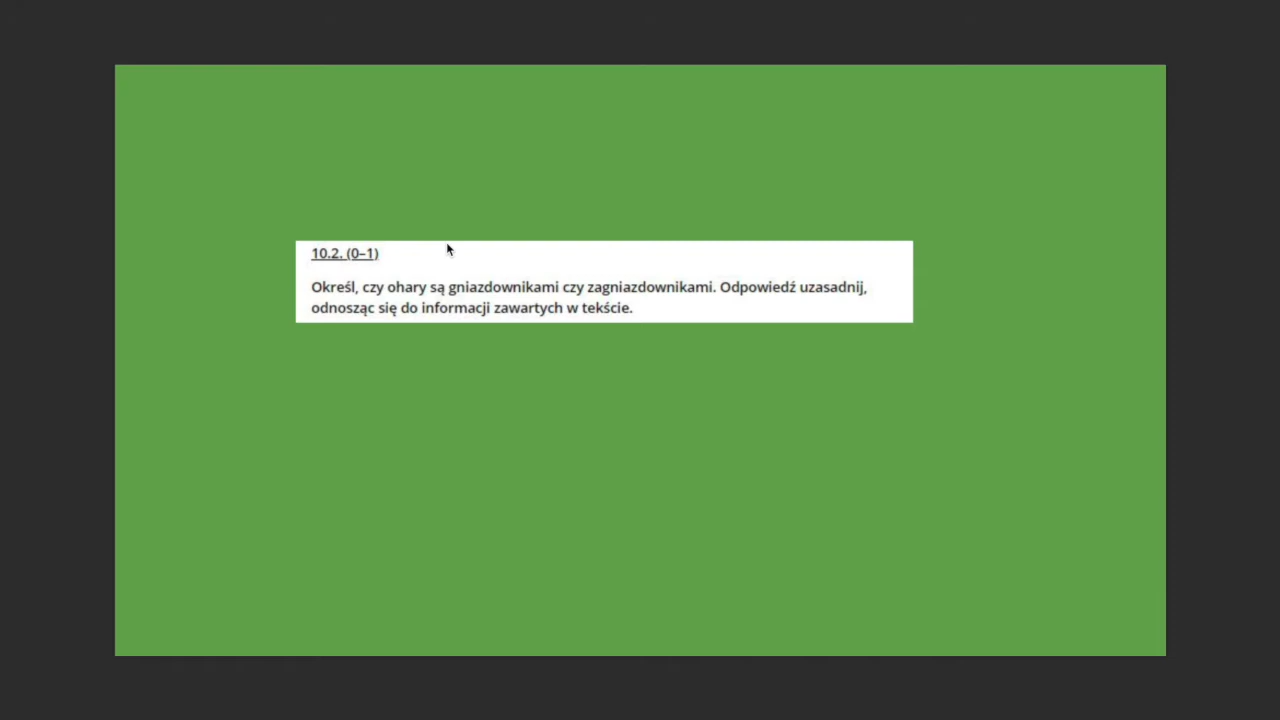 10.2. (0–1)
Określ, czy ohary są gniazdownikami czy zagniazdownikami. Odpowiedź uzasadnij,
odnosząc się do informacji zawartych w tekście.